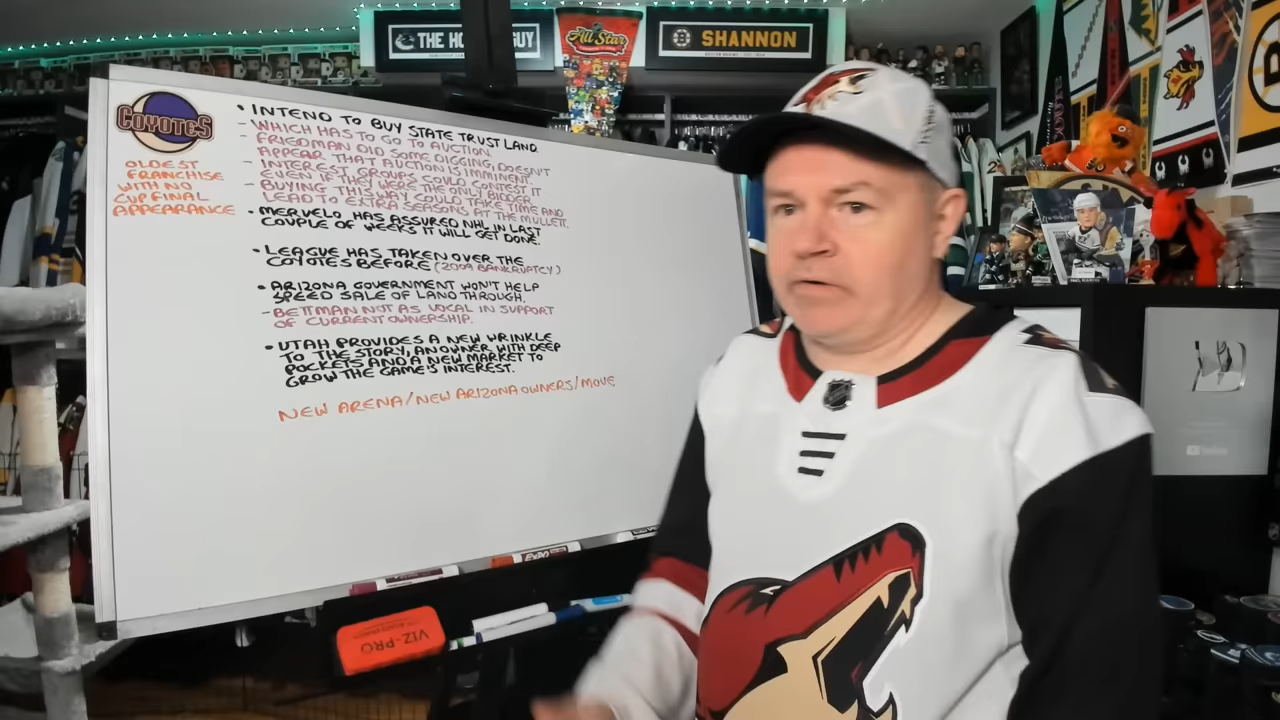 THE HO GUY
All Star
SHANNON
COYOTES
OLDEST
FRANCHISE
WITH NO
CUP FINAL
APPEARANCE
• INTEND TO BUY STATE TRUST LAND.
- WHICH HAS TO GO TO AUCTION.
- FRIEDMAN DID SOME DIGGING, DOESN'T
APPEAR THAT AUCTION IS IMMINENT
- INTEREST GROUPS COULD CONTEST IT
EVEN IF THEY WERE THE ONLY BIDDER
- BUYING THIS WAY COULD TAKE TIME AND
LEAD TO EXTRA SEASONS AT THE MULLETT.
• MERVELO HAS ASSURED NHL IN LAST
COUPLE OF WEEKS IT WILL GET DONE.
• LEAGUE HAS TAKEN OVER THE
COYOTES BEFORE (2009 BANKRUPTCY)
• ARIZONA GOVERNMENT WON'T HELP
SPEED SALE OF LAND THROUGH.
- BETTMAN NOT AS VOCAL IN SUPPORT
OF CURRENT OWNERSHIP.
• UTAH PROVIDES A NEW WRINKLE
TO THE STORY, AN OWNER WITH DEEP
POCKETS AND A NEW MARKET TO
GROW THE GAME'S INTEREST.
NEW ARENA/NEW ARIZONA OWNERS/MOVE
EXPO
VIZ-PRO
NHL
YouTube